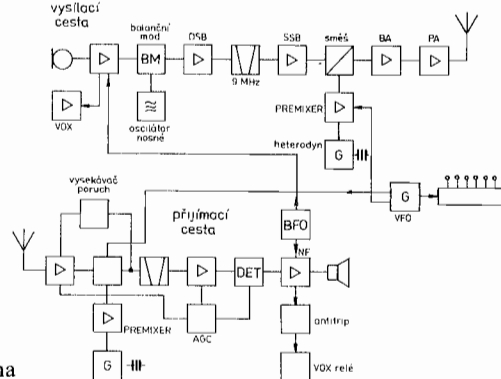 vysílací
cesta
balanční
mod
DSB
SSB
směš
BA
PA
BM
9 MHz
VOX
oscilátor
nosné
PREMIXER
heterodyn
G
G
VFO
vysekávač
poruch
přijímací
cesta
BFO
NF
DET
PREMIXER
AGC
antitrip
G
VOX relé
na